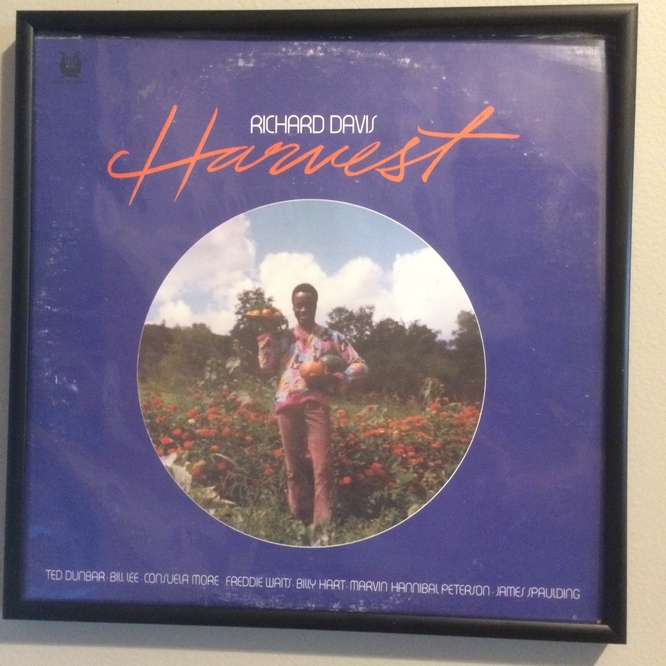 RICHARD DAVIS
Harvest
TED DUNBAR · BILL LEE · CONSUELA MORE · FREDDIE WAITS · BILLY HART · MARVIN HANNIBAL PETERSON · JAMES SPAULDING